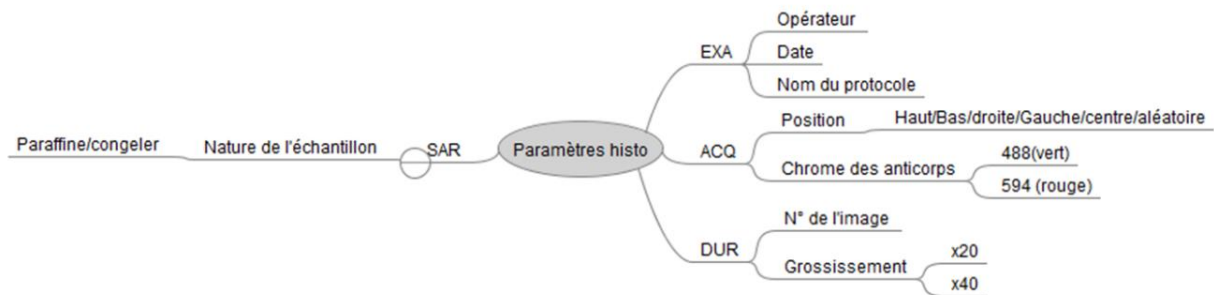 Paramètres histo
SAR
Nature de l'échantillon
Paraffine/congeler
EXA
Opérateur
Date
Nom du protocole
ACQ
Position
Haut/Bas/droite/Gauche/centre/aléatoire
Chrome des anticorps
488(vert)
594 (rouge)
DUR
N° de l'image
Grossissement
x20
x40